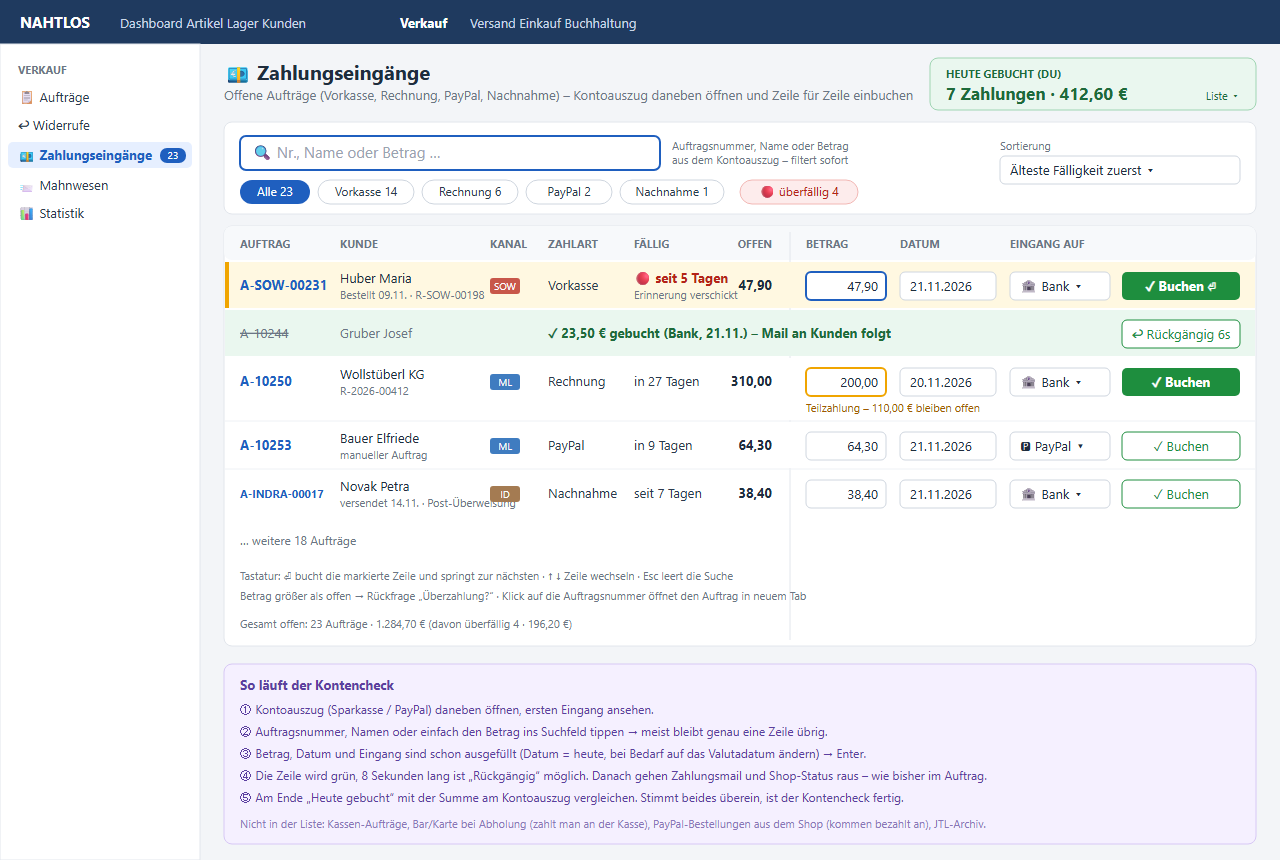 NAHTLOS Dashboard Artikel Lager Kunden Verkauf Versand Einkauf Buchhaltung
VERKAUF
Aufträge
↩ Widerrufe
Zahlungseingänge 23
Mahnwesen
Statistik
Zahlungseingänge
Offene Aufträge (Vorkasse, Rechnung, PayPal, Nachnahme) – Kontoauszug daneben öffnen und Zeile für Zeile einbuchen
HEUTE GEBUCHT (DU)
7 Zahlungen · 412,60 € Liste ▾
Nr., Name oder Betrag ...
Auftragsnummer, Name oder Betrag
aus dem Kontoauszug – filtert sofort
Sortierung
Älteste Fälligkeit zuerst ▾
Alle 23 Vorkasse 14 Rechnung 6 PayPal 2 Nachnahme 1 überfällig 4
AUFTRAG KUNDE KANAL ZAHLART FÄLLIG OFFEN BETRAG DATUM EINGANG AUF
A-SOW-00231 Huber Maria SOW Vorkasse seit 5 Tagen 47,90 47,90 21.11.2026 Bank ▾ ✓ Buchen ⏎
Bestellt 09.11. · R-SOW-00198 Erinnerung verschickt
A-10244 Gruber Josef ✓ 23,50 € gebucht (Bank, 21.11.) – Mail an Kunden folgt ↩ Rückgängig 6s
A-10250 Wollstüberl KG ML Rechnung in 27 Tagen 310,00 200,00 20.11.2026 Bank ▾ ✓ Buchen
R-2026-00412
Teilzahlung – 110,00 € bleiben offen
A-10253 Bauer Elfriede ML PayPal in 9 Tagen 64,30 64,30 21.11.2026 🅿 PayPal ▾ ✓ Buchen
manueller Auftrag
A-INDRA-00017 Novak Petra ID Nachnahme seit 7 Tagen 38,40 38,40 21.11.2026 Bank ▾ ✓ Buchen
versendet 14.11. · Post-Überweisung
... weitere 18 Aufträge
Tastatur: ⏎ bucht die markierte Zeile und springt zur nächsten · ↑ ↓ Zeile wechseln · Esc leert die Suche
Betrag größer als offen → Rückfrage „Überzahlung?“ · Klick auf die Auftragsnummer öffnet den Auftrag in neuem Tab
Gesamt offen: 23 Aufträge · 1.284,70 € (davon überfällig 4 · 196,20 €)
So läuft der Kontencheck
① Kontoauszug (Sparkasse / PayPal) daneben öffnen, ersten Eingang ansehen.
② Auftragsnummer, Namen oder einfach den Betrag ins Suchfeld tippen → meist bleibt genau eine Zeile übrig.
③ Betrag, Datum und Eingang sind schon ausgefüllt (Datum = heute, bei Bedarf auf das Valutadatum ändern) → Enter.
④ Die Zeile wird grün, 8 Sekunden lang ist „Rückgängig“ möglich. Danach gehen Zahlungsmail und Shop-Status raus – wie bisher im Auftrag.
⑤ Am Ende „Heute gebucht“ mit der Summe am Kontoauszug vergleichen. Stimmt beides überein, ist der Kontencheck fertig.
Nicht in der Liste: Kassen-Aufträge, Bar/Karte bei Abholung (zahlt man an der Kasse), PayPal-Bestellungen aus dem Shop (kommen bezahlt an), JTL-Archiv.